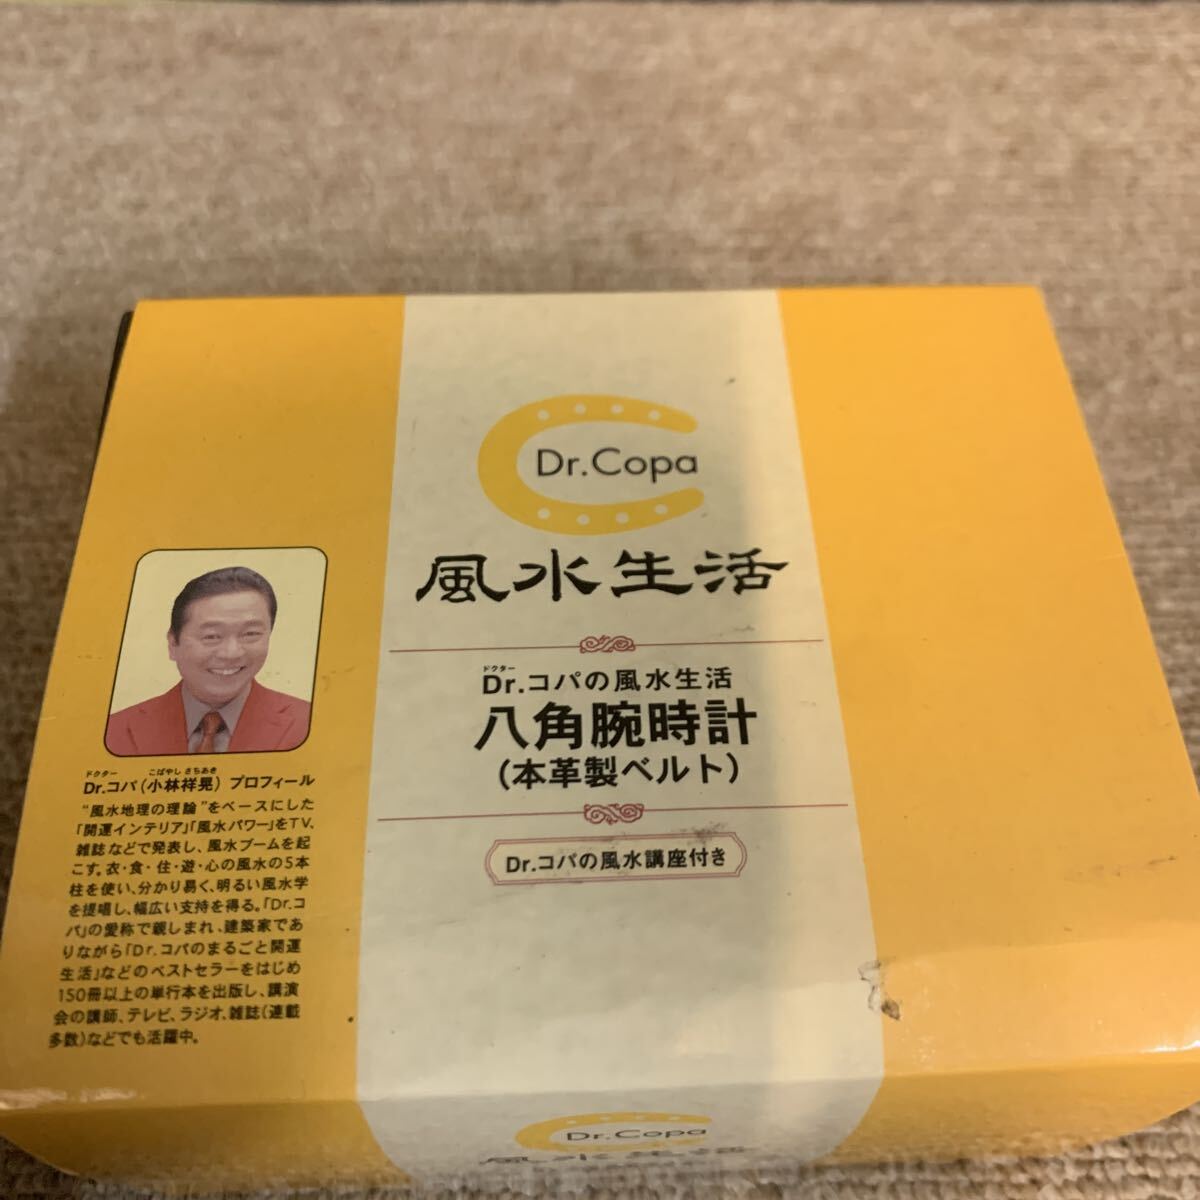 Dr.Copa
風水生活
ドクター
Dr.コパの風水生活
八角腕時計
(本革製ベルト)
Dr.コパの風水講座付き
ドクター こばやし さちあき
Dr.コパ(小林祥晃) プロフィール
“風水地理の理論”をベースにした
「開運インテリア」「風水パワー」をTV、
雑誌などで発表し、風水ブームを起
こす。衣・食・住・遊・心の風水の5本
柱を使い、分かり易く、明るい風水学
を提唱し、幅広い支持を得る。「Dr.コ
パ」の愛称で親しまれ、建築家であ
りながら「Dr.コパのまるごと開運
生活」などのベストセラーをはじめ
150冊以上の単行本を出版し、講演
会の講師、テレビ、ラジオ、雑誌(連載
多数)などでも活躍中。
Dr.Copa
風水生活